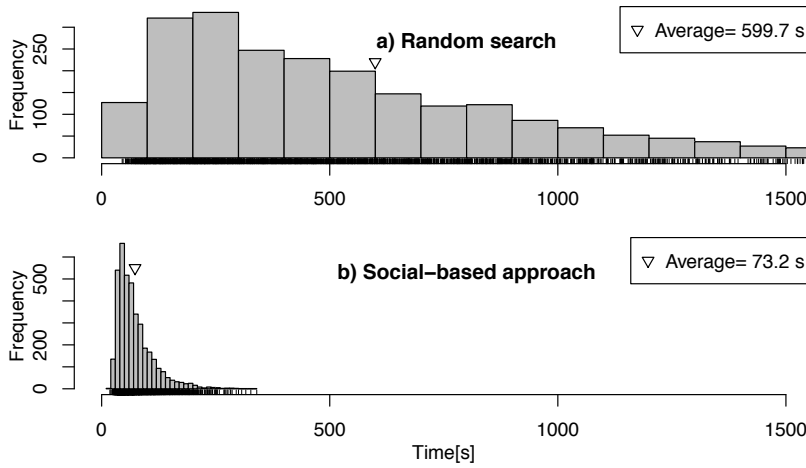 a) Random search
Average= 599.7 s
Frequency
0
100
250
0
500
1000
1500
b) Social−based approach
Average= 73.2 s
Frequency
0
200
500
0
500
1000
1500
Time[s]